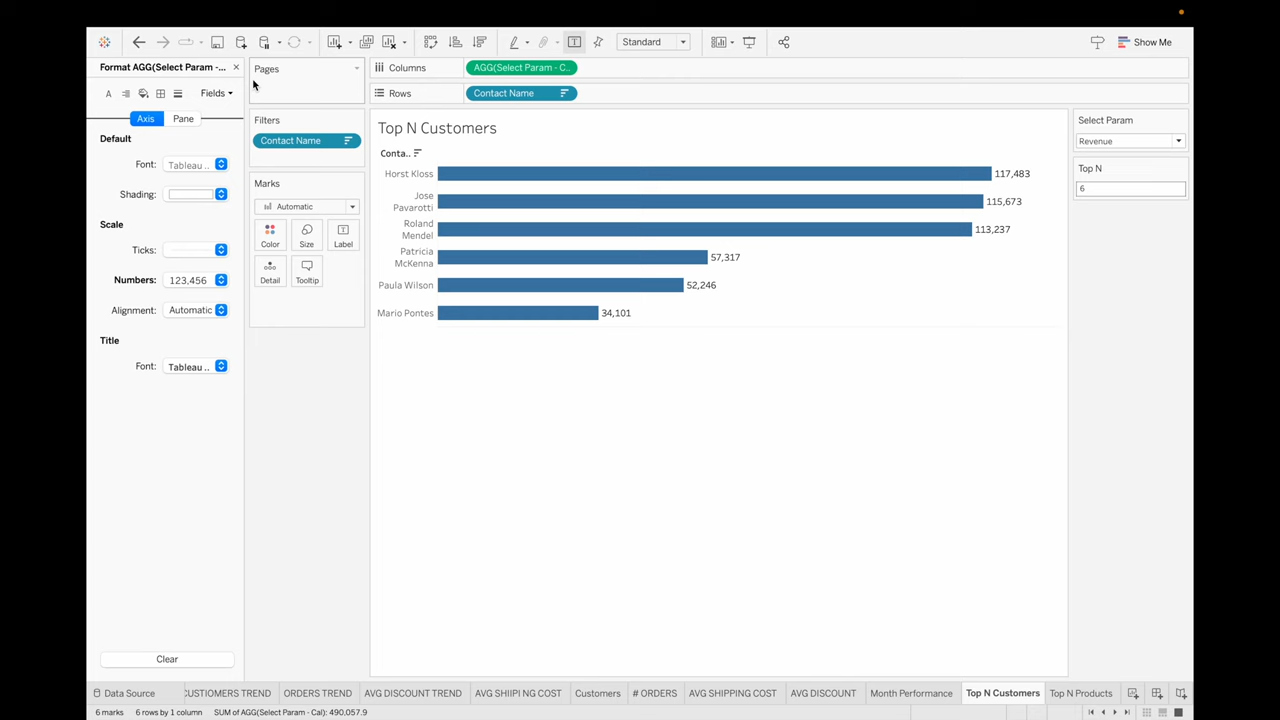 Standard
Show Me
Format AGG(Select Param -...
Fields
Axis
Pane
Default
Font:
Tableau ..
Shading:
Scale
Ticks:
Numbers:
123,456
Alignment:
Automatic
Title
Font:
Tableau ..
Clear
Pages
Filters
Contact Name
Marks
Automatic
Color
Size
Label
Detail
Tooltip
Columns
AGG(Select Param - C..
Rows
Contact Name
Top N Customers
Conta..
Horst Kloss
117,483
Jose
Pavarotti
115,673
Roland
Mendel
113,237
Patricia
McKenna
57,317
Paula Wilson
52,246
Mario Pontes
34,101
Select Param
Revenue
Top N
6
Data Source
CUSTOMERS TREND
ORDERS TREND
AVG DISCOUNT TREND
AVG SHIIPI NG COST
Customers
# ORDERS
AVG SHIPPING COST
AVG DISCOUNT
Month Performance
Top N Customers
Top N Products
6 marks
6 rows by 1 column
SUM of AGG(Select Param - Cal): 490,057.9